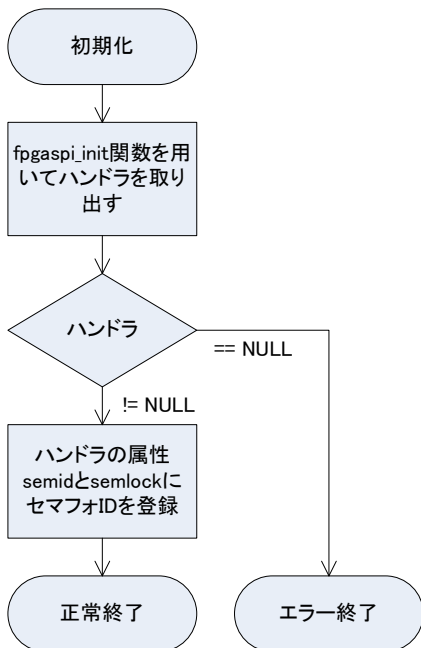 初期化
fpgaspi_init関数を用
いてハンドラを取り
出す
ハンドラ
== NULL
!= NULL
ハンドラの属性
semidとsemlockに
セマフォIDを登録
正常終了
エラー終了